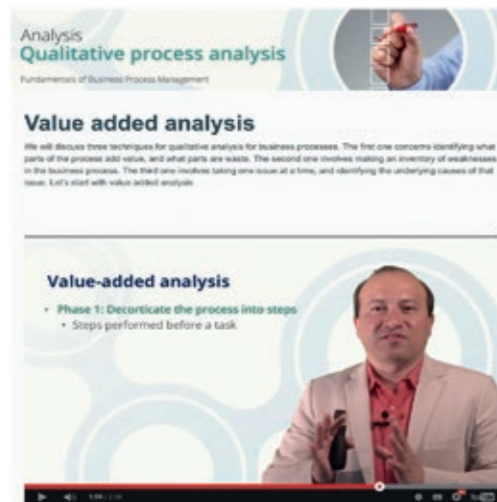 Analysis
Qualitative process analysis
Fundamentals of Business Process Management
Value added analysis
We will discuss three techniques for qualitative analysis for business processes. The first one concerns identifying what
parts of the process add value, and what parts are waste. The second one involves making an inventory of weaknesses
in the business process. The third one involves taking one issue at a time, and identifying the underlying causes of that
issue. Let's start with value added analysis
Value-added analysis
• Phase 1: Decorticate the process into steps
• Steps performed before a task